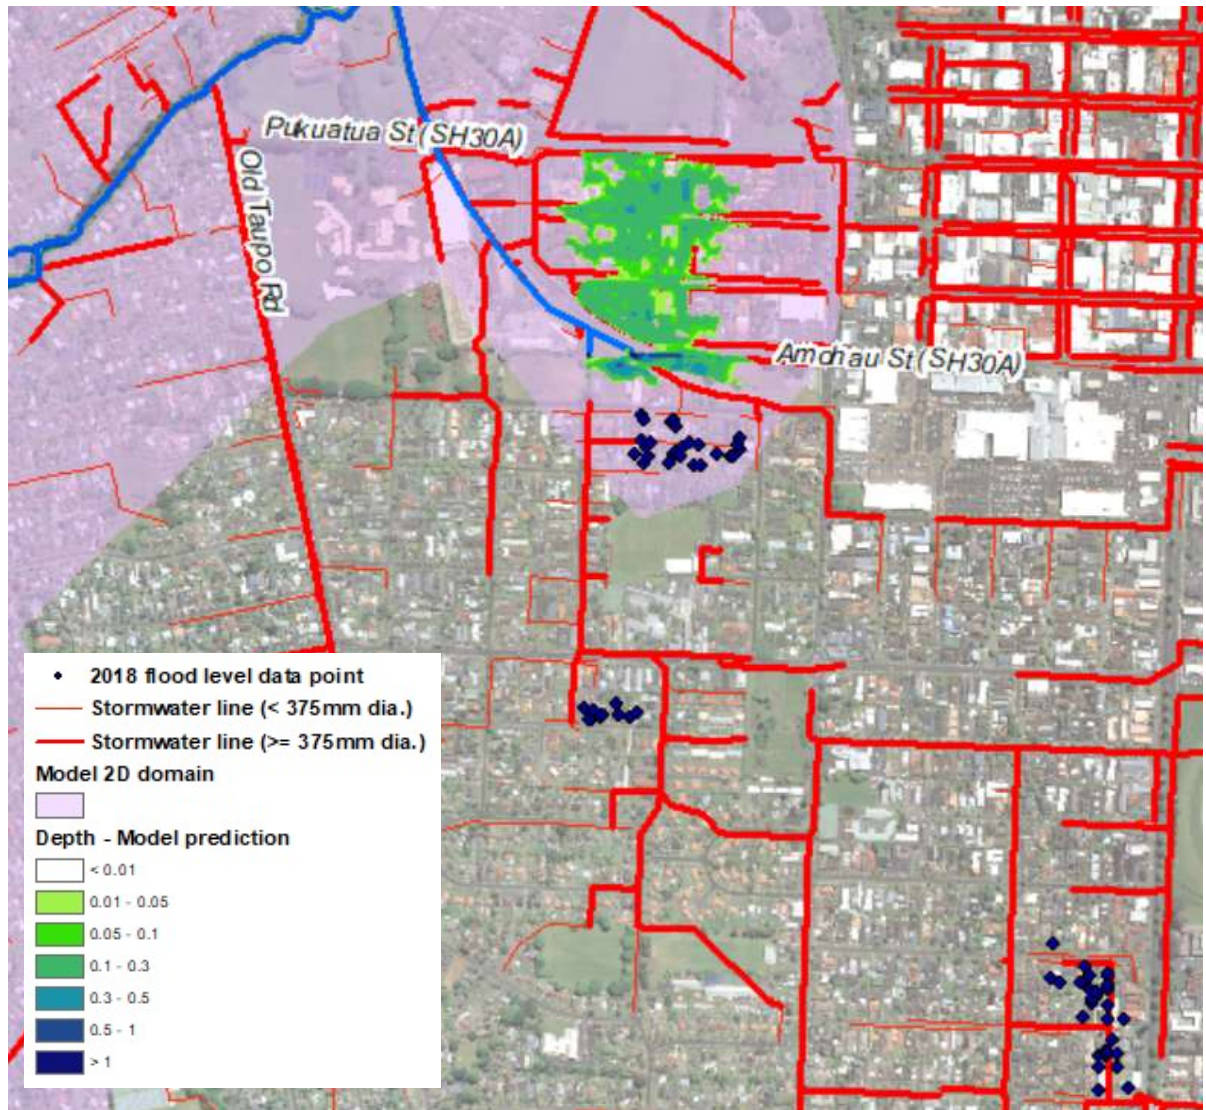 Pukuatua St (SH30A)
Old Taupo Rd
Amohau St (SH30A)
2018 flood level data point
Stormwater line (< 375mm dia.)
Stormwater line (>= 375mm dia.)
Model 2D domain
Depth - Model prediction
< 0.01
0.01 - 0.05
0.05 - 0.1
0.1 - 0.3
0.3 - 0.5
0.5 - 1
> 1